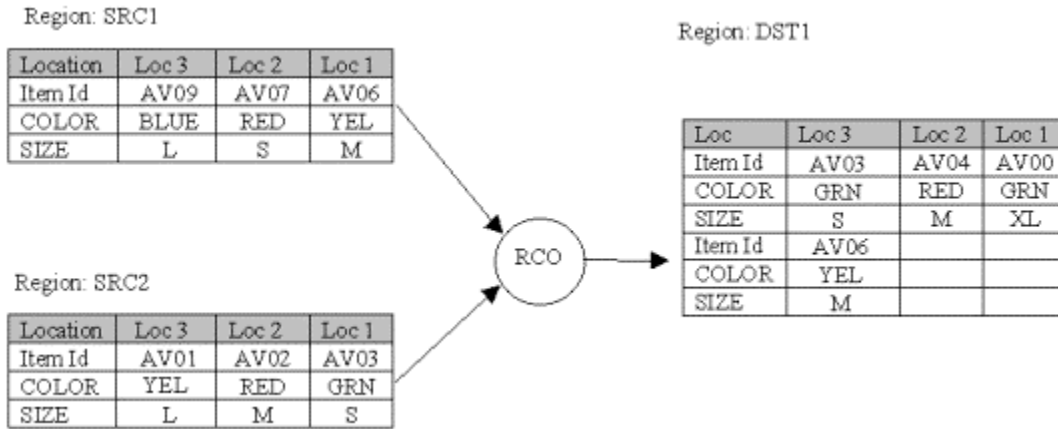 Region: SRC1
Location Loc 3 Loc 2 Loc 1
Item Id AV09 AV07 AV06
COLOR BLUE RED YEL
SIZE L S M
Region: SRC2
Location Loc 3 Loc 2 Loc 1
Item Id AV01 AV02 AV03
COLOR YEL RED GRN
SIZE L M S
RCO
Region: DST1
Loc Loc 3 Loc 2 Loc 1
Item Id AV03 AV04 AV00
COLOR GRN RED GRN
SIZE S M XL
Item Id AV06
COLOR YEL
SIZE M